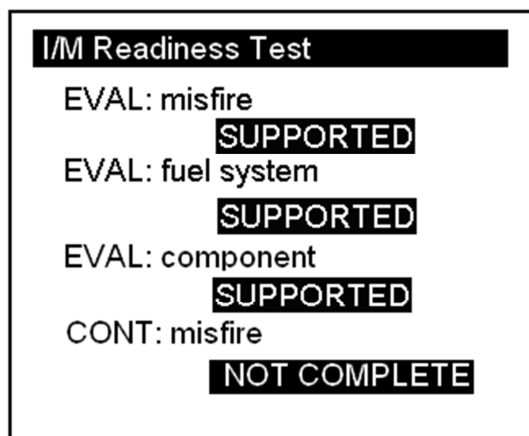 I/M Readiness Test
EVAL: misfire
SUPPORTED
EVAL: fuel system
SUPPORTED
EVAL: component
SUPPORTED
CONT: misfire
NOT COMPLETE